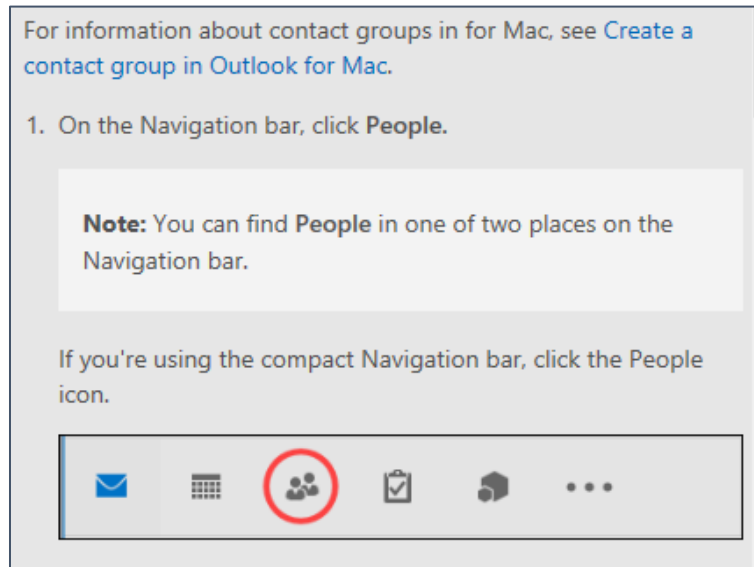 For information about contact groups in for Mac, see Create a
contact group in Outlook for Mac.
1. On the Navigation bar, click People.
Note: You can find People in one of two places on the
Navigation bar.
If you're using the compact Navigation bar, click the People
icon.